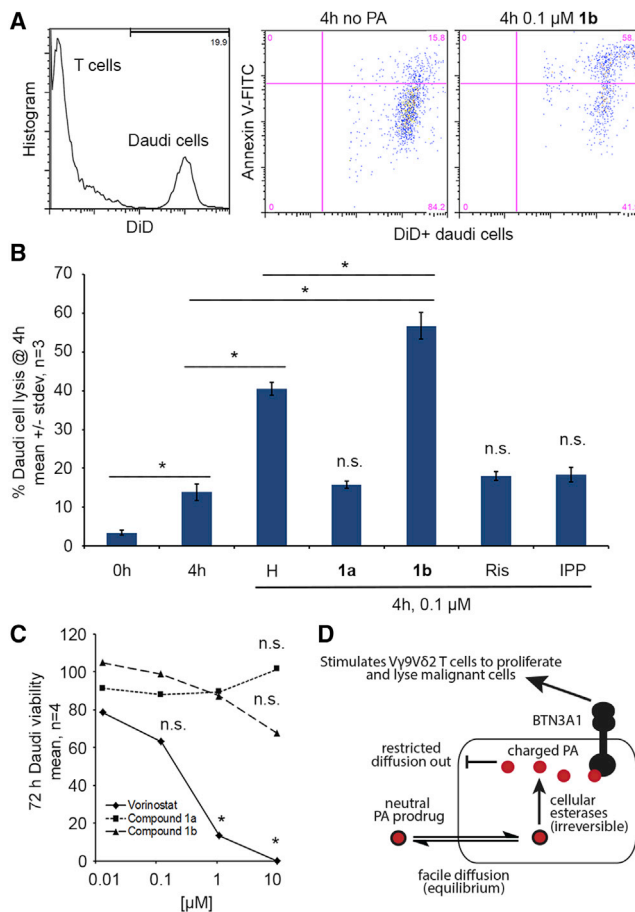 A
Histogram
T cells
Daudi cells
19.9
DiD
4h no PA
Annexin V-FITC
0
15.8
0
84.2
4h 0.1 µM 1b
0
58.
0
41.
DiD+ daudi cells
B
% Daudi cell lysis @ 4h
mean +/- stdev, n=3
70
60
50
40
30
20
10
0
*
*
*
*
n.s.
n.s.
n.s.
0h 4h H 1a 1b Ris IPP
4h, 0.1 µM
C
72 h Daudi viability
mean, n=4
120
100
80
60
40
20
0
n.s.
n.s.
n.s.
*
*
Vorinostat
Compound 1a
Compound 1b
0.01 0.1 1 10
[µM]
D
Stimulates Vγ9Vδ2 T cells to proliferate
and lyse malignant cells
BTN3A1
restricted
diffusion out
charged PA
neutral
PA prodrug
cellular
esterases
(irreversible)
facile diffusion
(equilibrium)